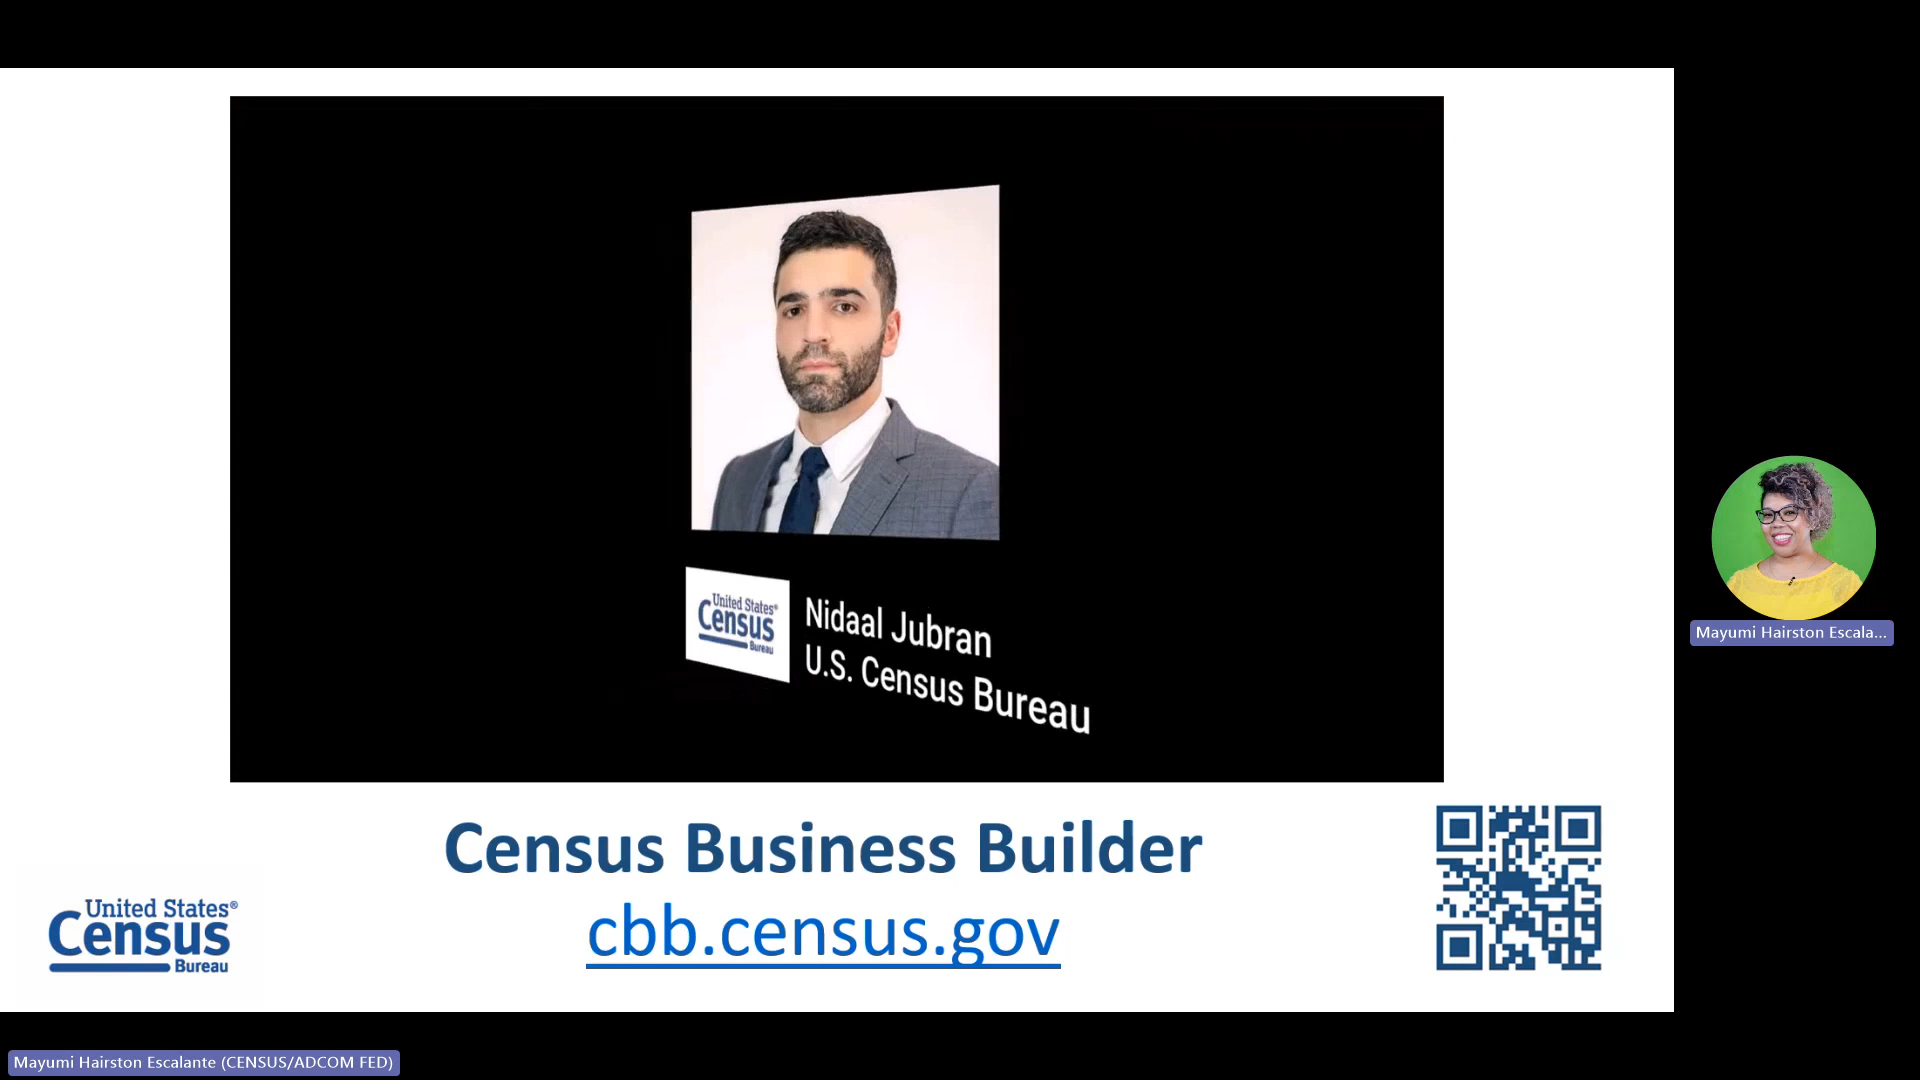 United States®
Census
Bureau
Nidaal Jubran
U.S. Census Bureau
Census Business Builder
cbb.census.gov
United States®
Census
Bureau
Mayumi Hairston Escala...
Mayumi Hairston Escalante (CENSUS/ADCOM FED)